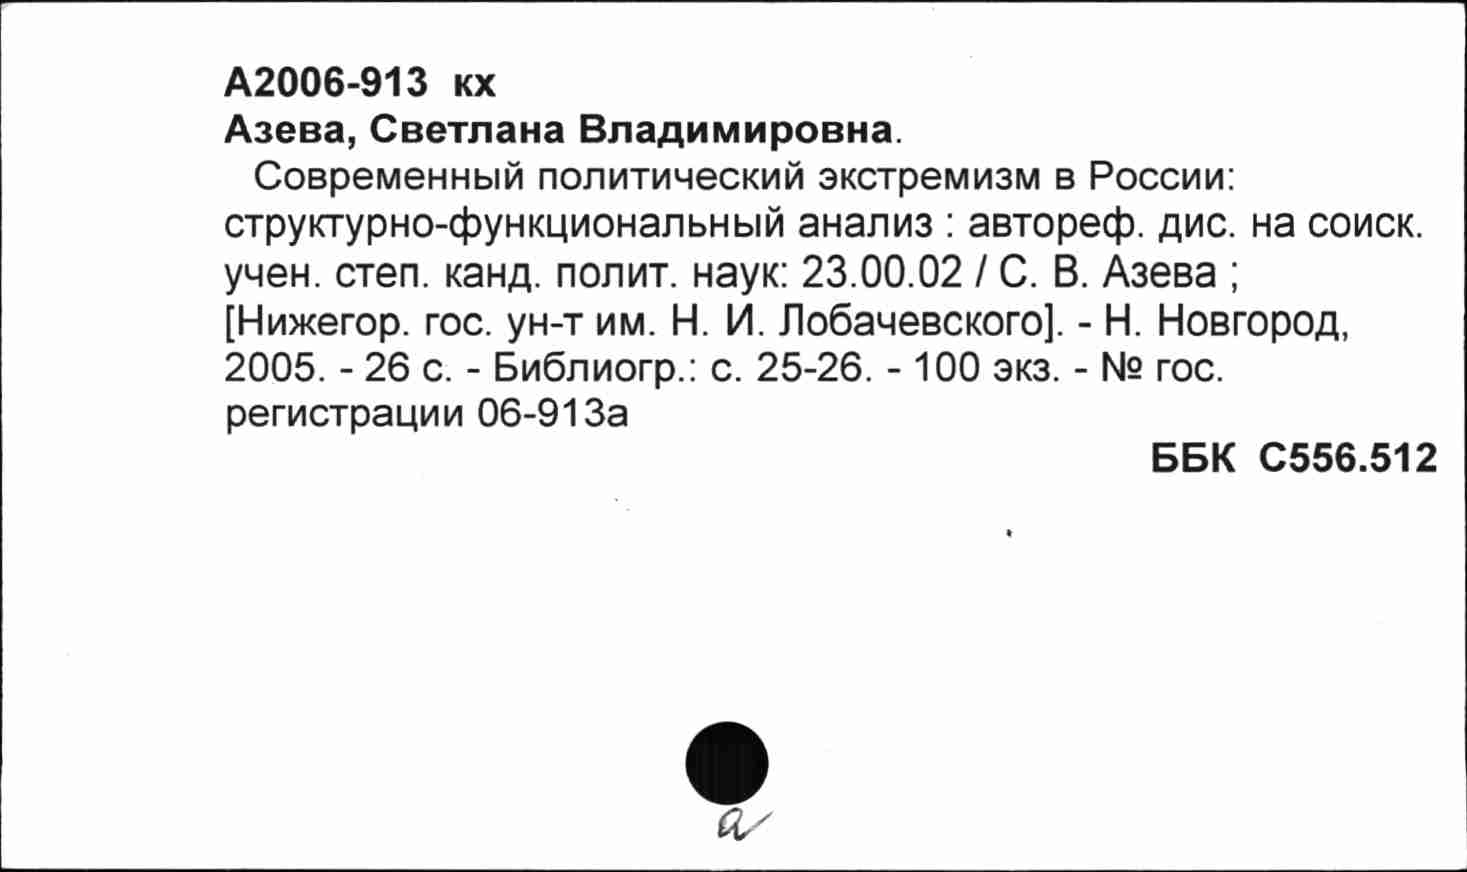 А2006-913 кх
Азева, Светлана Владимировна.
Современный политический экстремизм в России:
структурно-функциональный анализ : автореф. дис. на соиск.
учен. степ. канд. полит. наук: 23.00.02 / С. В. Азева ;
[Нижегор. гос. ун-т им. Н. И. Лобачевского]. - Н. Новгород,
2005. - 26 с. - Библиогр.: с. 25-26. - 100 экз. - № гос.
регистрации 06-913а
ББК С556.512
а